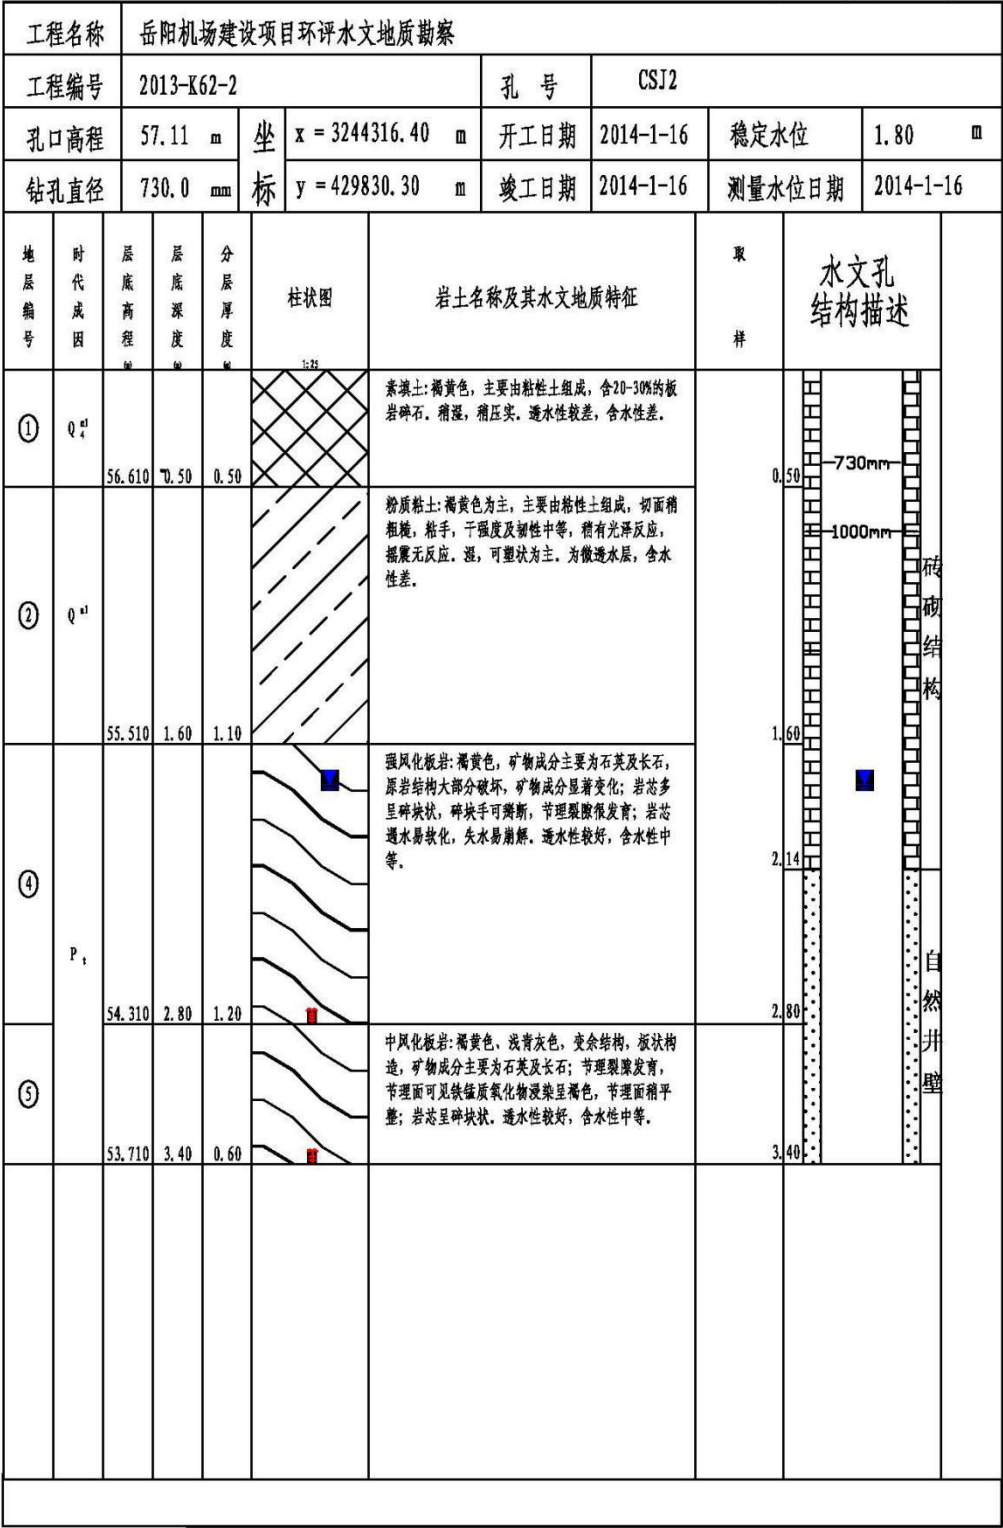 工程名称 岳阳机场建设项目环评水文地质勘察
工程编号 2013-K62-2 孔 号 CSJ2
孔口高程 57.11 m 坐标 x = 3244316.40 m 开工日期 2014-1-16 稳定水位 1.80 m
钻孔直径 730.0 mm y = 429830.30 m 竣工日期 2014-1-16 测量水位日期 2014-1-16
地层编号 时代成因 层底高程 层底深度 分层厚度 柱状图 岩土名称及其水文地质特征 取样 水文孔
结构描述
1:25
素填土:褐黄色,主要由粘性土组成,含20-30%的板
岩碎石.稍湿,稍压实.透水性较差,含水性差.
① Q 4 ml
56.610 0.50 0.50 0.50
730mm
粉质粘土:褐黄色为主,主要由粘性土组成,切面稍
粗糙,粘手,干强度及韧性中等,稍有光泽反应,
摇震无反应.湿,可塑状为主.为微透水层,含水
性差.
1000mm
砖砌结构
② Q
55.510 1.60 1.10 1.60
强风化板岩:褐黄色,矿物成分主要为石英及长石,
原岩结构大部分破坏,矿物成分显著变化;岩芯多
呈碎块状,碎块手可掰断,节理裂隙很发育;岩芯
遇水易软化,失水易崩解.透水性较好,含水性中
等.
2.14
④
P t
自然井壁
54.310 2.80 1.20 2.80
中风化板岩:褐黄色、浅青灰色,变余结构,板状构
造,矿物成分主要为石英及长石;节理裂隙发育,
节理面可见铁锰质氧化物浸染呈褐色,节理面稍平
整;岩芯呈碎块状.透水性较好,含水性中等.
⑤
53.710 3.40 0.60 3.40